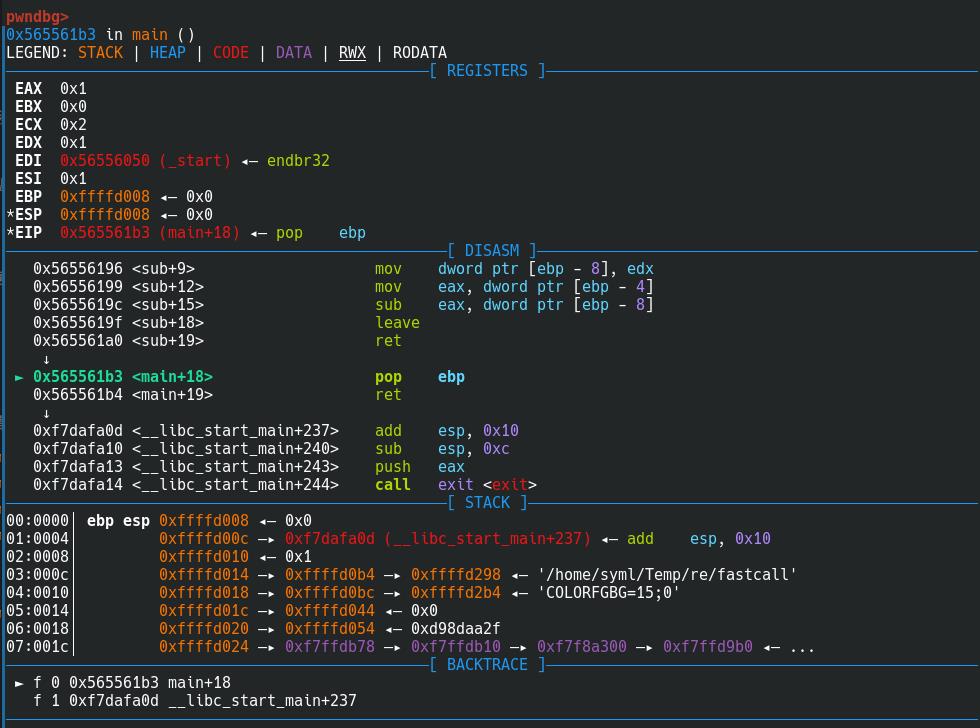 pwndbg>
0x565561b3 in main ()
LEGEND: STACK | HEAP | CODE | DATA | RWX | RODATA
[ REGISTERS ]
EAX  0x1
EBX  0x0
ECX  0x2
EDX  0x1
EDI  0x56556050 (_start) ◂— endbr32
ESI  0x1
EBP  0xffffd008 ◂— 0x0
*ESP  0xffffd008 ◂— 0x0
*EIP  0x565561b3 (main+18) ◂— pop    ebp
[ DISASM ]
0x56556196 <sub+9>                    mov    dword ptr [ebp - 8], edx
0x56556199 <sub+12>                   mov    eax, dword ptr [ebp - 4]
0x5655619c <sub+15>                   sub    eax, dword ptr [ebp - 8]
0x5655619f <sub+18>                   leave
0x565561a0 <sub+19>                   ret
↓
► 0x565561b3 <main+18>                  pop    ebp
0x565561b4 <main+19>                  ret
↓
0xf7dafa0d <__libc_start_main+237>    add    esp, 0x10
0xf7dafa10 <__libc_start_main+240>    sub    esp, 0xc
0xf7dafa13 <__libc_start_main+243>    push   eax
0xf7dafa14 <__libc_start_main+244>    call   exit <exit>
[ STACK ]
00:0000│ ebp esp 0xffffd008 ◂— 0x0
01:0004│         0xffffd00c —▸ 0xf7dafa0d (__libc_start_main+237) ◂— add    esp, 0x10
02:0008│         0xffffd010 ◂— 0x1
03:000c│         0xffffd014 —▸ 0xffffd0b4 —▸ 0xffffd298 ◂— '/home/syml/Temp/re/fastcall'
04:0010│         0xffffd018 —▸ 0xffffd0bc —▸ 0xffffd2b4 ◂— 'COLORFGBG=15;0'
05:0014│         0xffffd01c —▸ 0xffffd044 ◂— 0x0
06:0018│         0xffffd020 —▸ 0xffffd054 ◂— 0xd98daa2f
07:001c│         0xffffd024 —▸ 0xf7ffdb78 —▸ 0xf7ffdb10 —▸ 0xf7f8a300 —▸ 0xf7ffd9b0 ◂— ...
[ BACKTRACE ]
► f 0 0x565561b3 main+18
f 1 0xf7dafa0d __libc_start_main+237